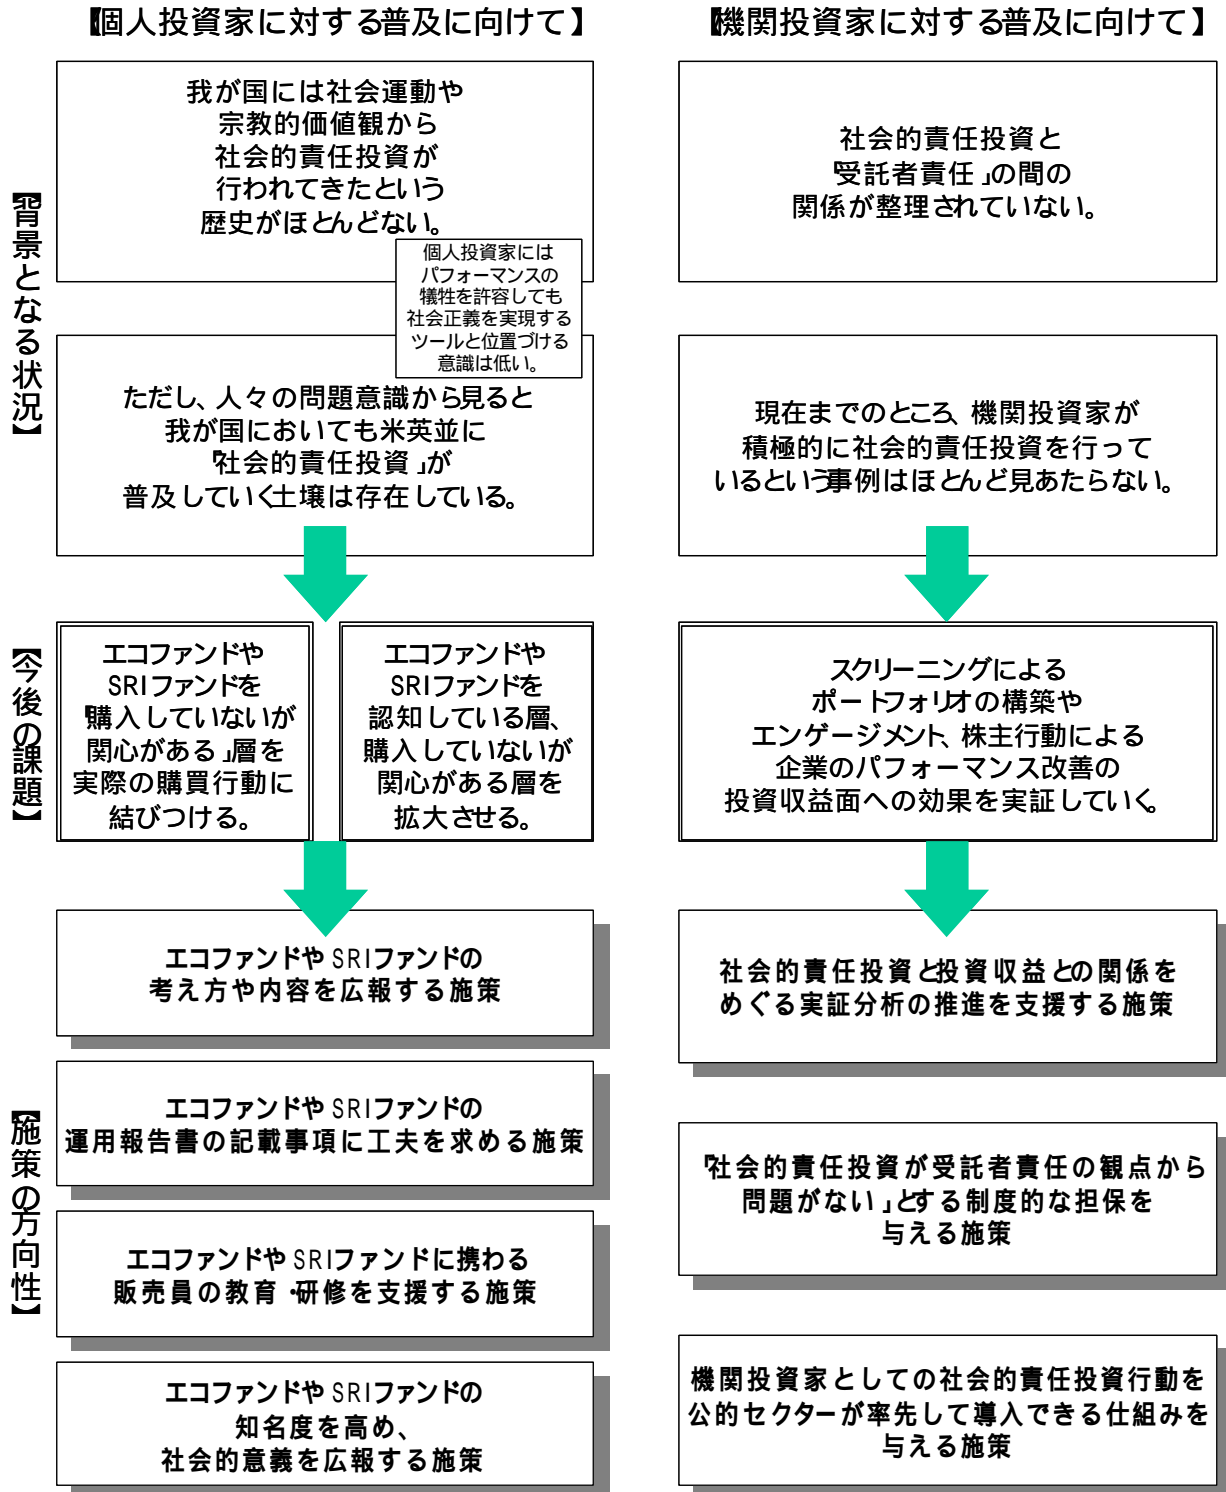 【個人投資家に対する普及に向けて】
【機関投資家に対する普及に向けて】
【背景となる状況】
我が国には社会運動や
宗教的価値観から
社会的責任投資が
行われてきたという
歴史がほとんどない。
個人投資家には
パフォーマンスの
犠牲を許容しても
社会正義を実現する
ツールと位置づける
意識は低い。
ただし、人々の問題意識から見ると
我が国においても米英並に
「社会的責任投資」が
普及していく土壌は存在している。
社会的責任投資と
「受託者責任」の間の
関係が整理されていない。
現在までのところ、機関投資家が
積極的に社会的責任投資を行って
いるという事例はほとんど見あたらない。
【今後の課題】
エコファンドや
SRIファンドを
「購入していないが
関心がある」層を
実際の購買行動に
結びつける。
エコファンドや
SRIファンドを
認知している層、
購入していないが
関心がある層を
拡大させる。
スクリーニングによる
ポートフォリオの構築や
エンゲージメント、株主行動による
企業のパフォーマンス改善の
投資収益面への効果を実証していく。
【施策の方向性】
エコファンドや SRIファンドの
考え方や内容を広報する施策
エコファンドや SRIファンドの
運用報告書の記載事項に工夫を求める施策
エコファンドや SRIファンドに携わる
販売員の教育・研修を支援する施策
エコファンドや SRIファンドの
知名度を高め、
社会的意義を広報する施策
社会的責任投資と投資収益との関係を
めぐる実証分析の推進を支援する施策
「社会的責任投資が受託者責任の観点から
問題がない」とする制度的な担保を
与える施策
機関投資家としての社会的責任投資行動を
公的セクターが率先して導入できる仕組みを
与える施策